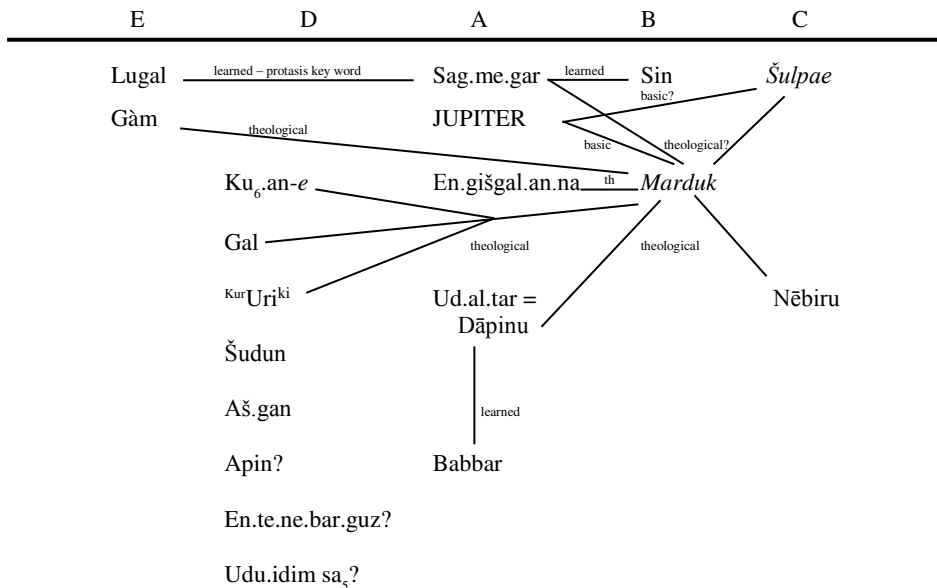 E D A B C
Lugal learned – protasis key word Sag.me.gar learned Sin Šulpae
basic?
Gàm JUPITER
theological basic theological?
Ku₆.an-e En.gišgal.an.na th Marduk
Gal theological theological
ᴷᵘʳUriᵏⁱ Ud.al.tar = Nēbiru
Dāpinu
Šudun
Aš.gan learned
Apin? Babbar
En.te.ne.bar.guz?
Udu.idim sa₅?